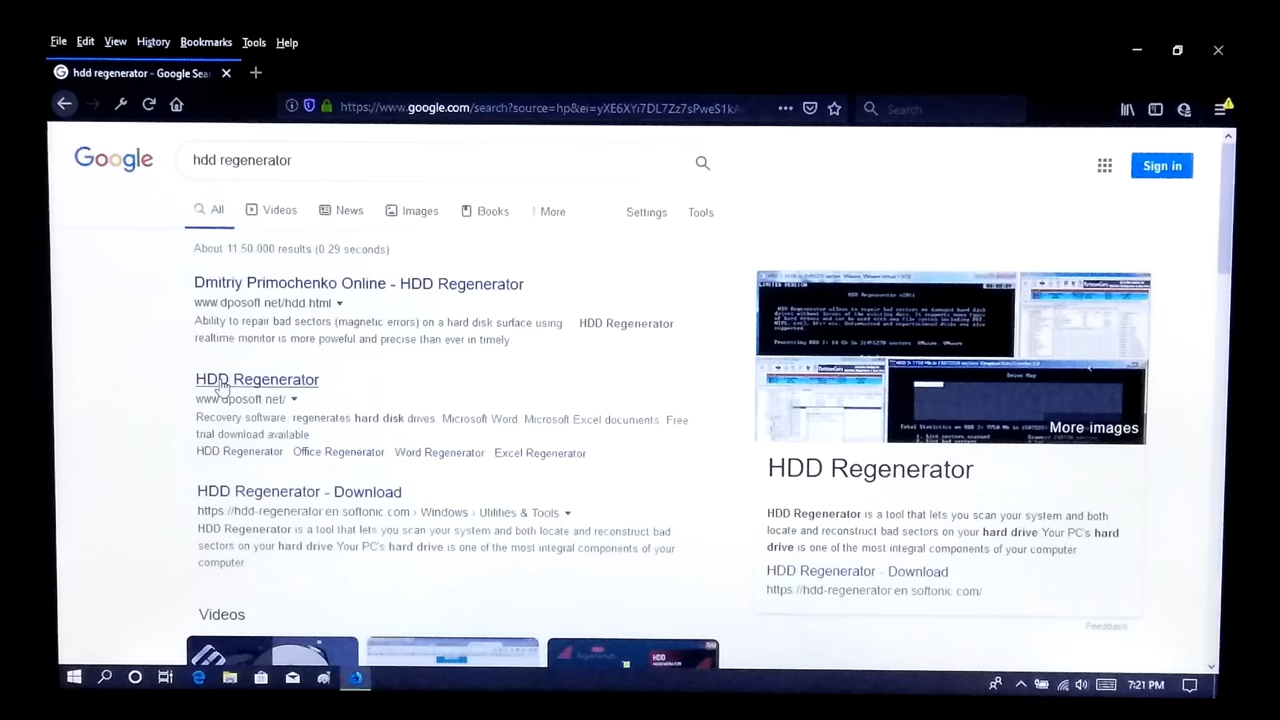 File Edit View History Bookmarks Tools Help
hdd regenerator - Google Sea
https://www.google.com/search?source=hp&ei=yXE6XYi7DL7Zz7sPweS1kA
Search
Google
hdd regenerator
Sign in
All Videos News Images Books More Settings Tools
About 11,50,000 results (0.29 seconds)
Dmitriy Primochenko Online - HDD Regenerator
www.dposoft.net/hdd.html
Ability to repair bad sectors (magnetic errors) on a hard disk surface using HDD Regenerator
realtime monitor is more poweful and precise than ever in timely
HDD Regenerator
www.dposoft.net/
Recovery software regenerates hard disk drives Microsoft Word Microsoft Excel documents Free
trial download available
HDD Regenerator Office Regenerator Word Regenerator Excel Regenerator
HDD Regenerator - Download
https://hdd-regenerator.en.softonic.com › Windows › Utilities & Tools
HDD Regenerator is a tool that lets you scan your system and both locate and reconstruct bad
sectors on your hard drive Your PC's hard drive is one of the most integral components of your
computer
Videos
HDD
More images
HDD Regenerator
HDD Regenerator is a tool that lets you scan your system and both
locate and reconstruct bad sectors on your hard drive Your PC's hard
drive is one of the most integral components of your computer
HDD Regenerator - Download
https://hdd-regenerator.en.softonic.com/
Feedback
7:21 PM